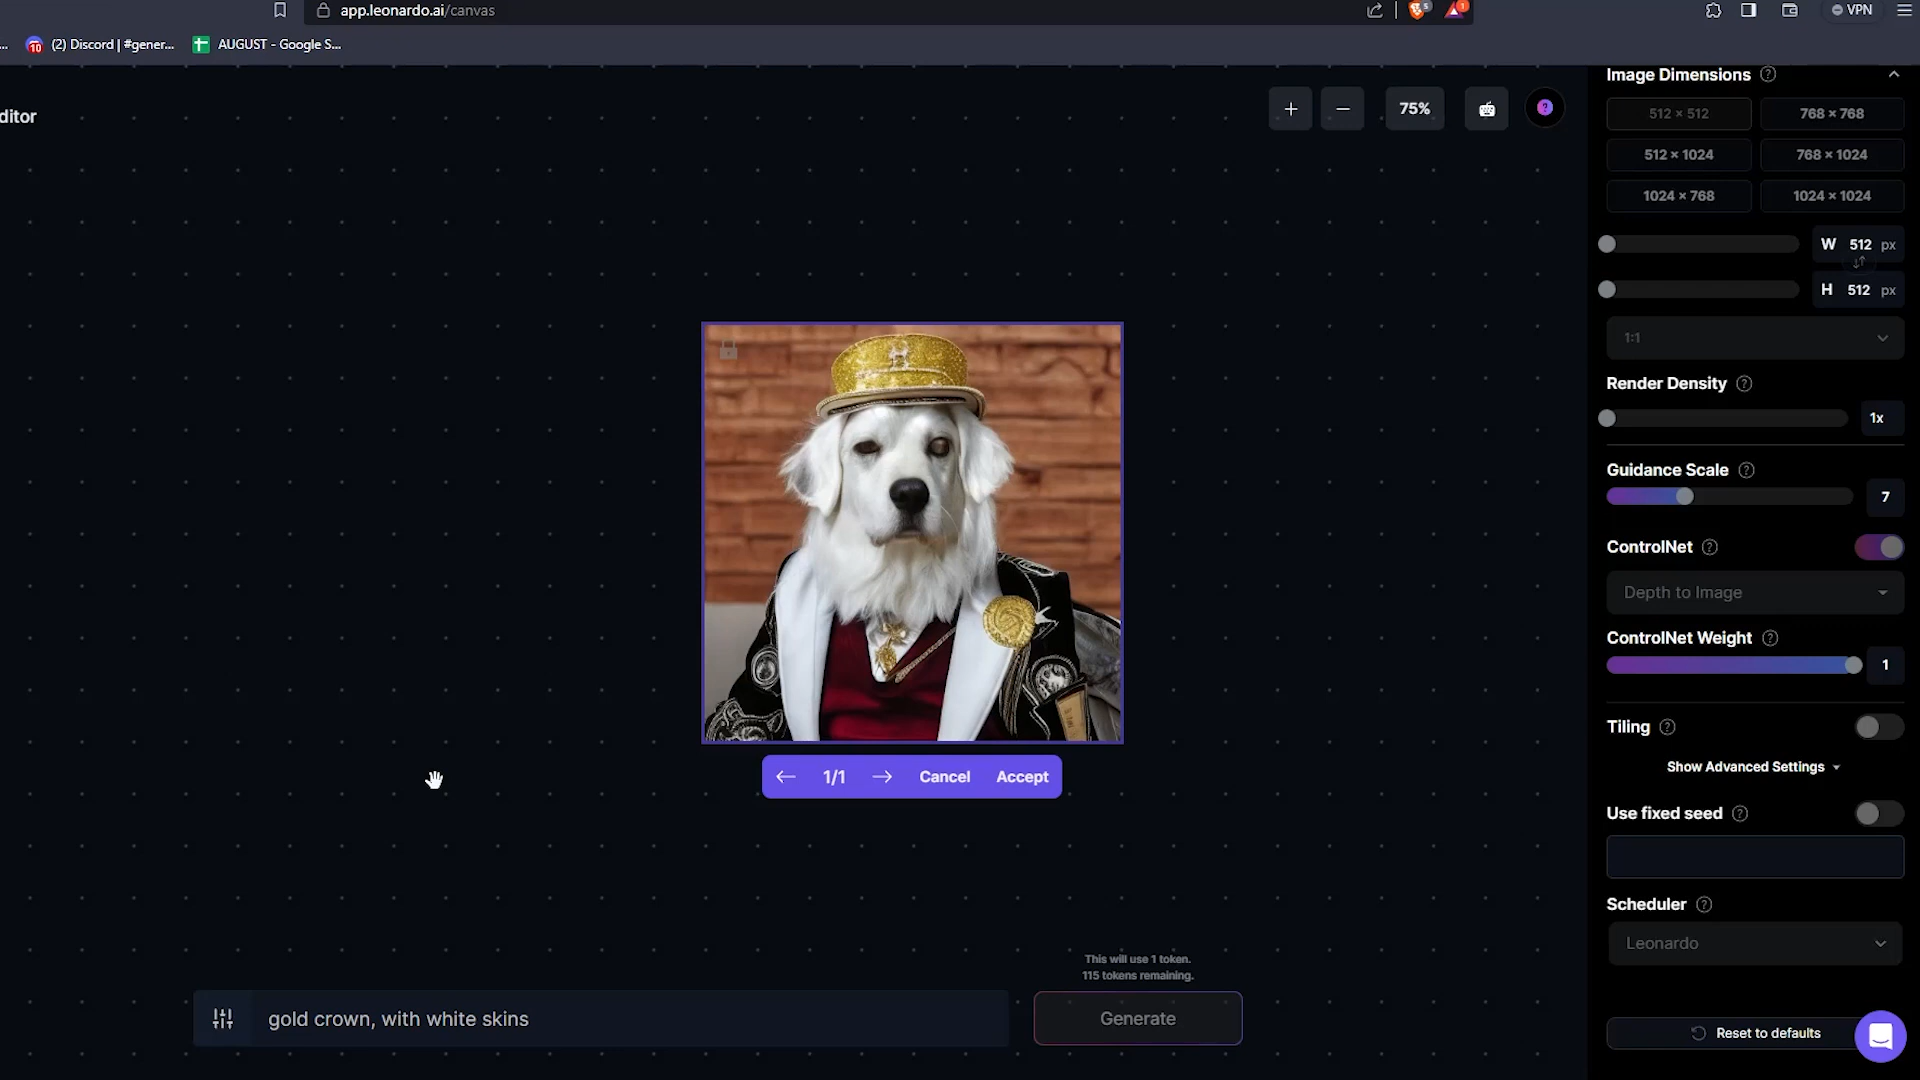 app.leonardo.ai/canvas
5
1
VPN
...
10
(2) Discord | #gener...
AUGUST - Google S...
ditor
75%
Image Dimensions
512 × 512
768 × 768
512 × 1024
768 × 1024
1024 × 768
1024 × 1024
W 512 px
H 512 px
1:1
Render Density
1x
Guidance Scale
7
ControlNet
Depth to Image
ControlNet Weight
1
Tiling
Show Advanced Settings
Use fixed seed
Scheduler
Leonardo
Reset to defaults
1/1
Cancel
Accept
This will use 1 token.
115 tokens remaining.
gold crown, with white skins
Generate